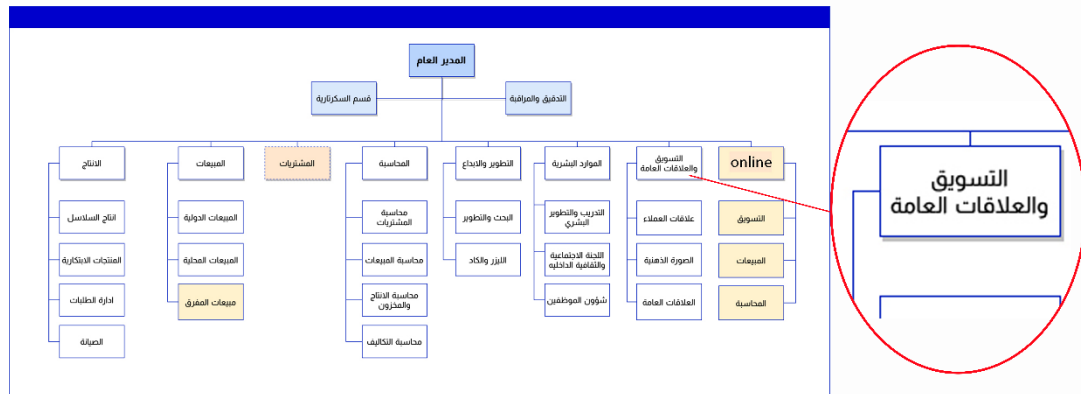 المدير العام
التدقيق والمراقبة
قسم السكرتارية
online
التسويق
والعلاقات العامة
الموارد البشرية
التطوير والابداع
المحاسبة
المشتريات
المبيعات
الانتاج
التسويق
المبيعات
المحاسبة
علاقات العملاء
الصورة الذهنية
العلاقات العامة
التدريب والتطوير
البشري
اللجنة الاجتماعية
والثقافية الداخليه
شؤون الموظفين
البحث والتطوير
الليزر والكاد
محاسبة
المشتريات
محاسبة المبيعات
محاسبة الانتاج
والمخزون
محاسبة التكاليف
المبيعات الدولية
المبيعات المحلية
مبيعات المفرق
انتاج السلاسل
المنتجات الابتكارية
ادارة الطلبات
الصيانة
التسويق
والعلاقات العامة